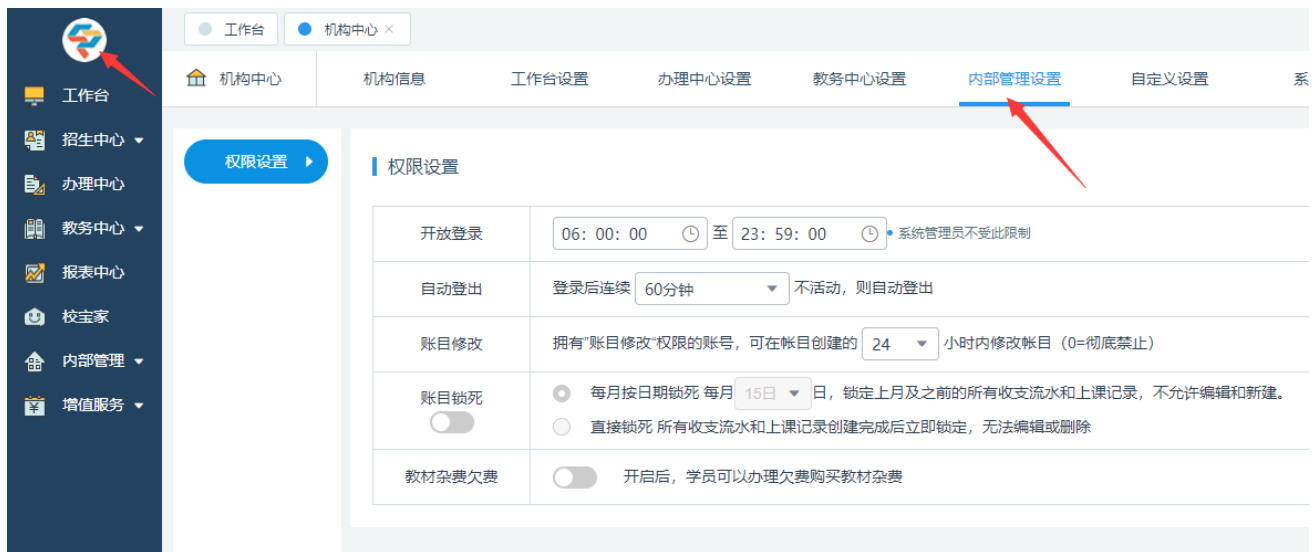 工作台 机构中心 ×
机构中心 机构信息 工作台设置 办理中心设置 教务中心设置 内部管理设置 自定义设置 系
工作台
招生中心
办理中心
教务中心
报表中心
校宝家
内部管理
增值服务
权限设置
权限设置
开放登录 06: 00: 00 至 23: 59: 00 • 系统管理员不受此限制
自动登出 登录后连续 60分钟 不活动，则自动登出
账目修改 拥有"账目修改"权限的账号，可在帐目创建的 24 小时内修改帐目（0=彻底禁止）
账目锁死 每月按日期锁死 每月 15日 日，锁定上月及之前的所有收支流水和上课记录，不允许编辑和新建。
直接锁死 所有收支流水和上课记录创建完成后立即锁定，无法编辑或删除
教材杂费欠费 开启后，学员可以办理欠费购买教材杂费